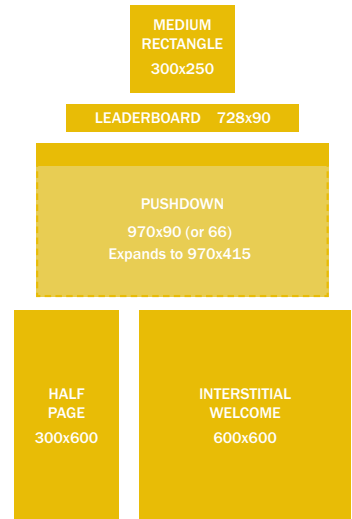 MEDIUM
RECTANGLE
300x250
LEADERBOARD 728x90
PUSHDOWN
970x90 (or 66)
Expands to 970x415
HALF
PAGE
300x600
INTERSTITIAL
WELCOME
600x600